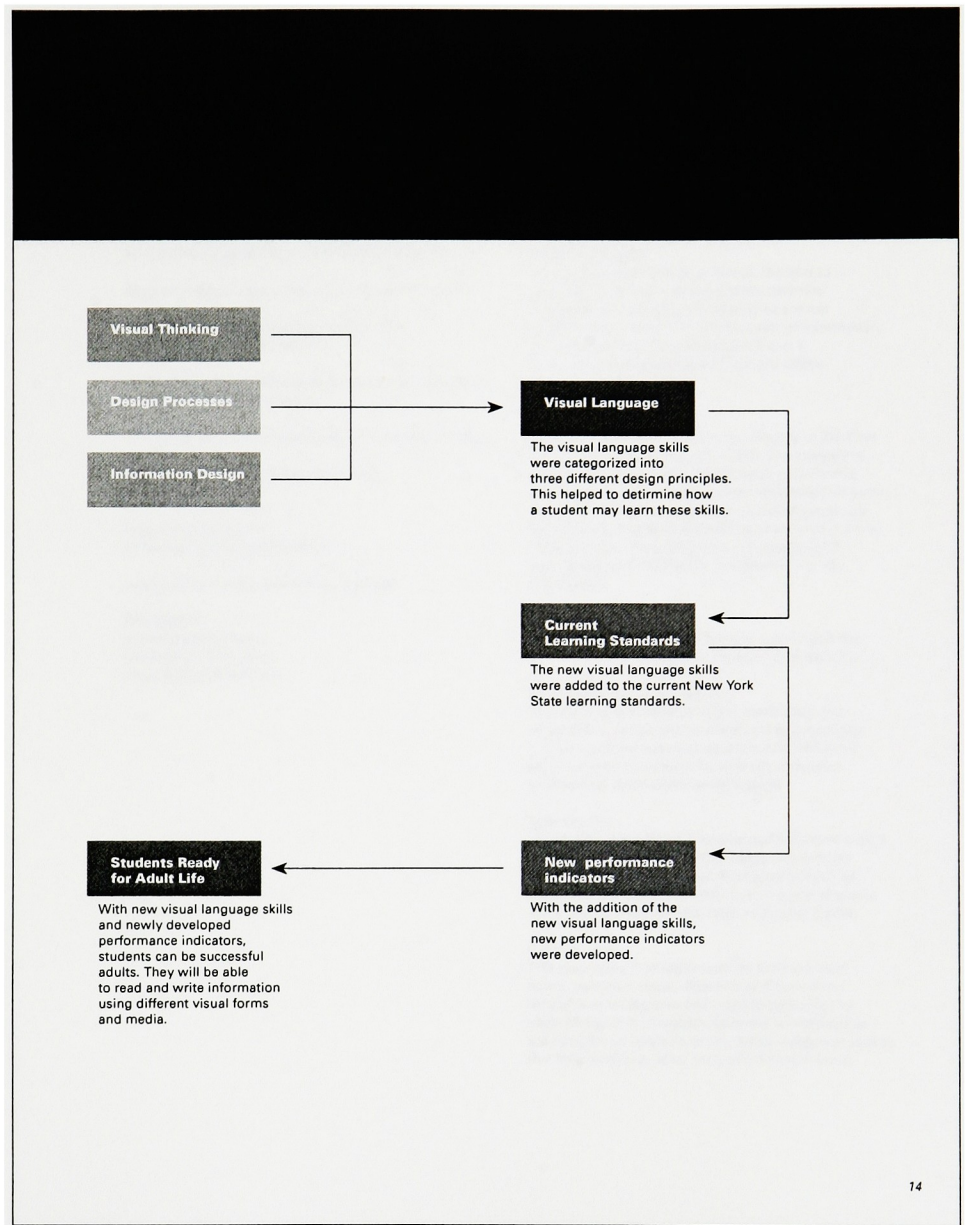 Visual Thinking
Design Processes
Information Design
Visual Language
The visual language skills
were categorized into
three different design principles.
This helped to detirmine how
a student may learn these skills.
Current
Learning Standards
The new visual language skills
were added to the current New York
State learning standards.
New performance
indicators
With the addition of the
new visual language skills,
new performance indicators
were developed.
Students Ready
for Adult Life
With new visual language skills
and newly developed
performance indicators,
students can be successful
adults. They will be able
to read and write information
using different visual forms
and media.
14